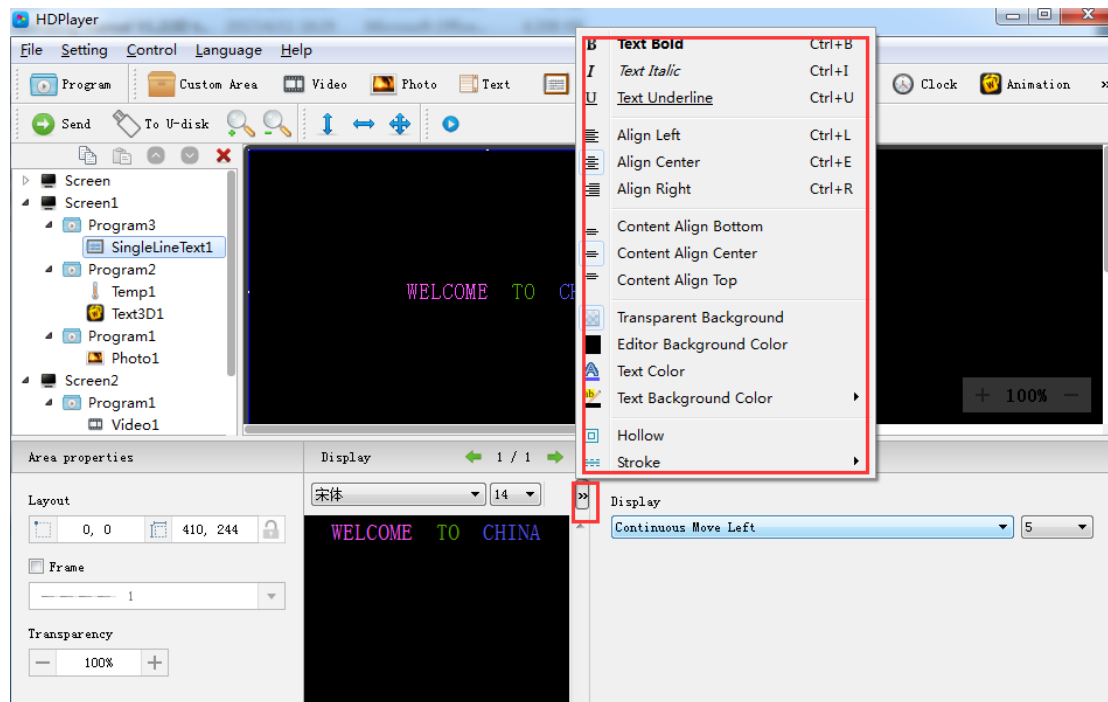 HDPlayer
File Setting Control Language Help
Program Custom Area Video Photo Text Clock Animation »
Send To U-disk
B Text Bold Ctrl+B
I Text Italic Ctrl+I
U Text Underline Ctrl+U
Align Left Ctrl+L
Align Center Ctrl+E
Align Right Ctrl+R
Content Align Bottom
Content Align Center
Content Align Top
Transparent Background
Editor Background Color
Text Color
Text Background Color
Hollow
Stroke
Screen
Screen1
Program3
SingleLineText1
Program2
Temp1
Text3D1
Program1
Photo1
Screen2
Program1
Video1
WELCOME TO
+ 100% −
Area properties
Layout
0, 0 410, 244
Frame
1
Transparency
− 100% +
Display 1 / 1
宋体 14 »
WELCOME TO CHINA
Display
Continuous Move Left 5